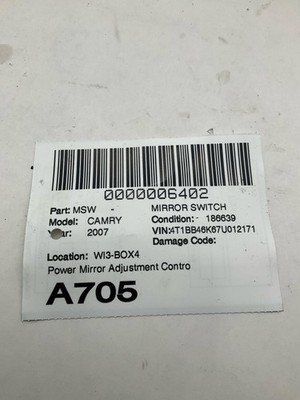 0000006402
Part: MSW - MIRROR SWITCH
Model: CAMRY Condition: 186639
Year: 2007 VIN:4T1BB46K67U012171
Damage Code:
Location: WI3-BOX4
Power Mirror Adjustment Contro
A705